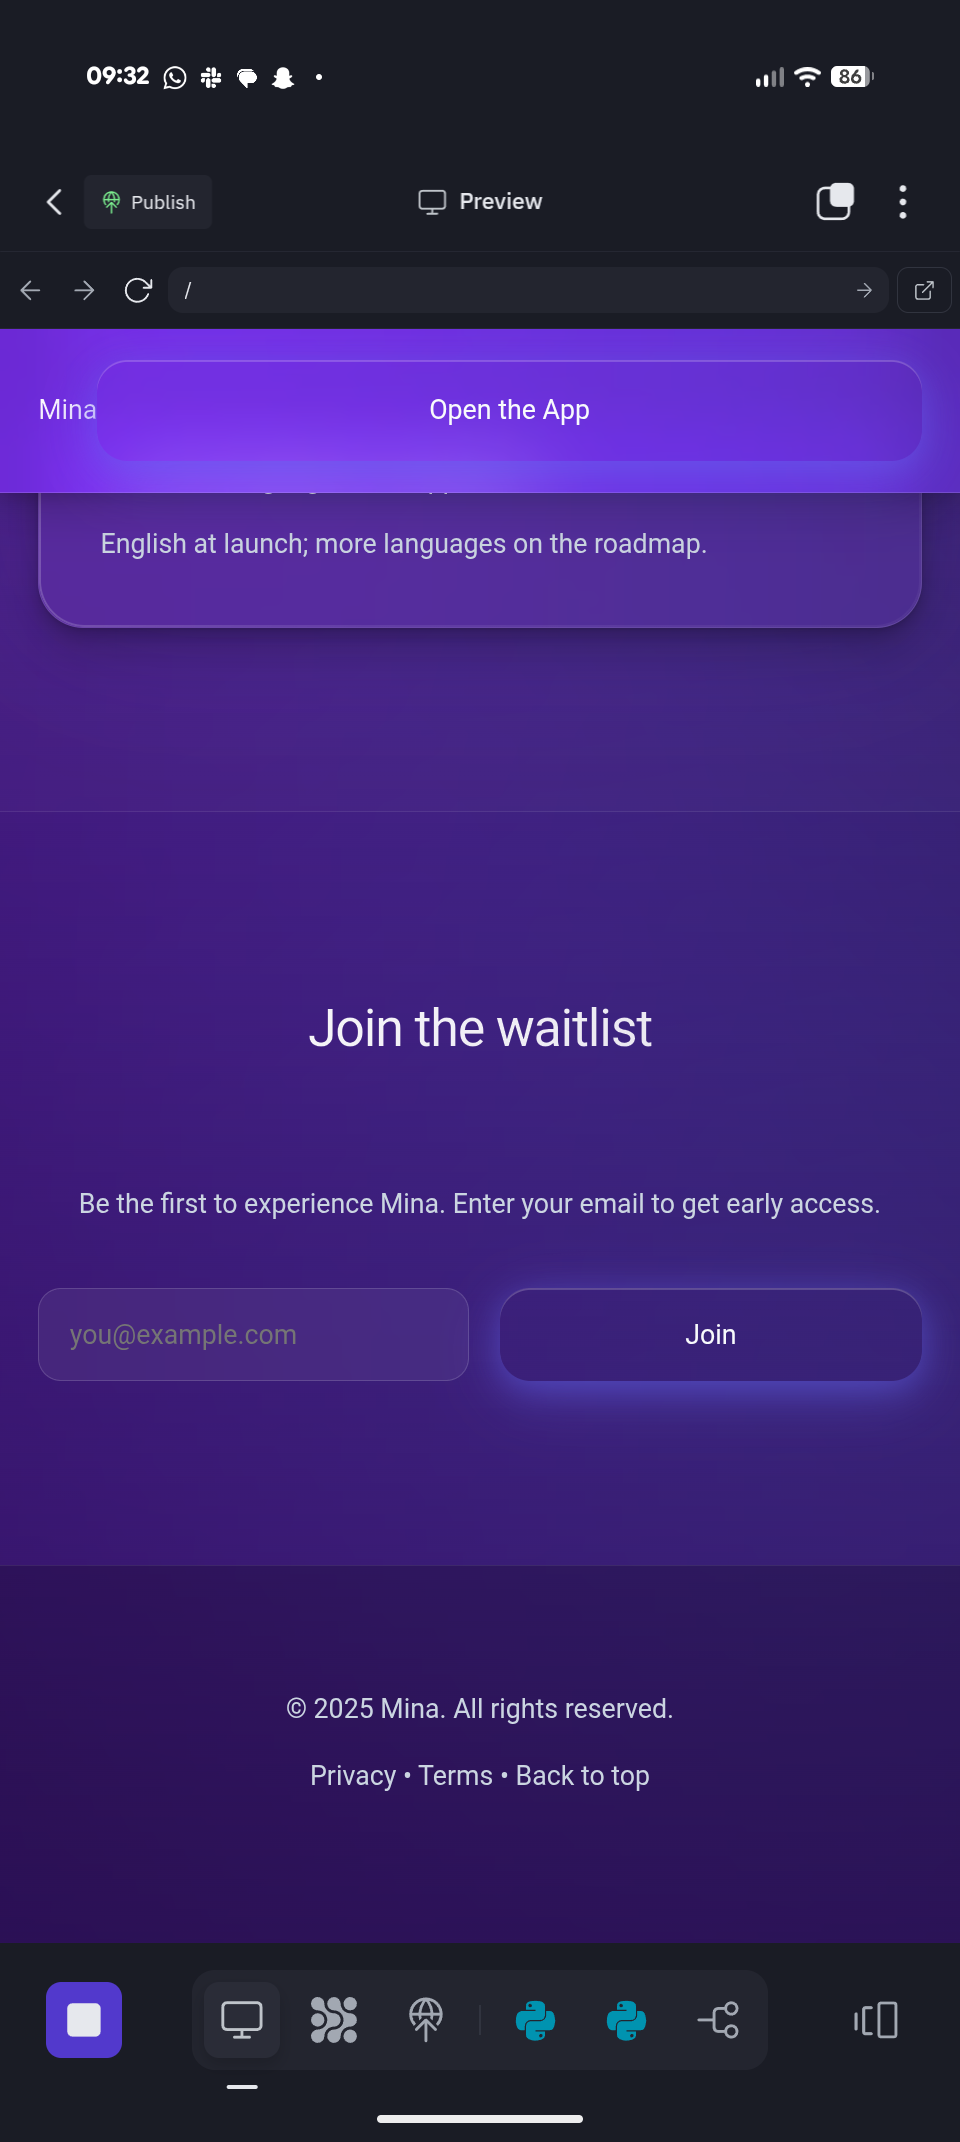 09:32
86
Publish
Preview
/
Mina
Open the App
English at launch; more languages on the roadmap.
Join the waitlist
Be the first to experience Mina. Enter your email to get early access.
you@example.com
Join
© 2025 Mina. All rights reserved.
Privacy • Terms • Back to top